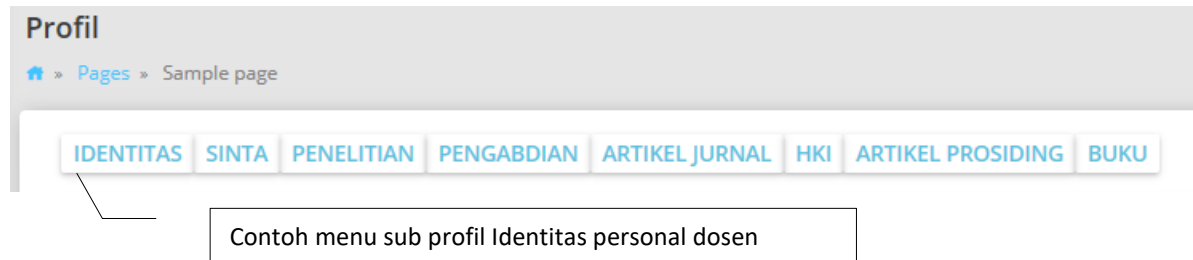 Profil
» Pages » Sample page
IDENTITAS SINTA PENELITIAN PENGABDIAN ARTIKEL JURNAL HKI ARTIKEL PROSIDING BUKU
Contoh menu sub profil Identitas personal dosen